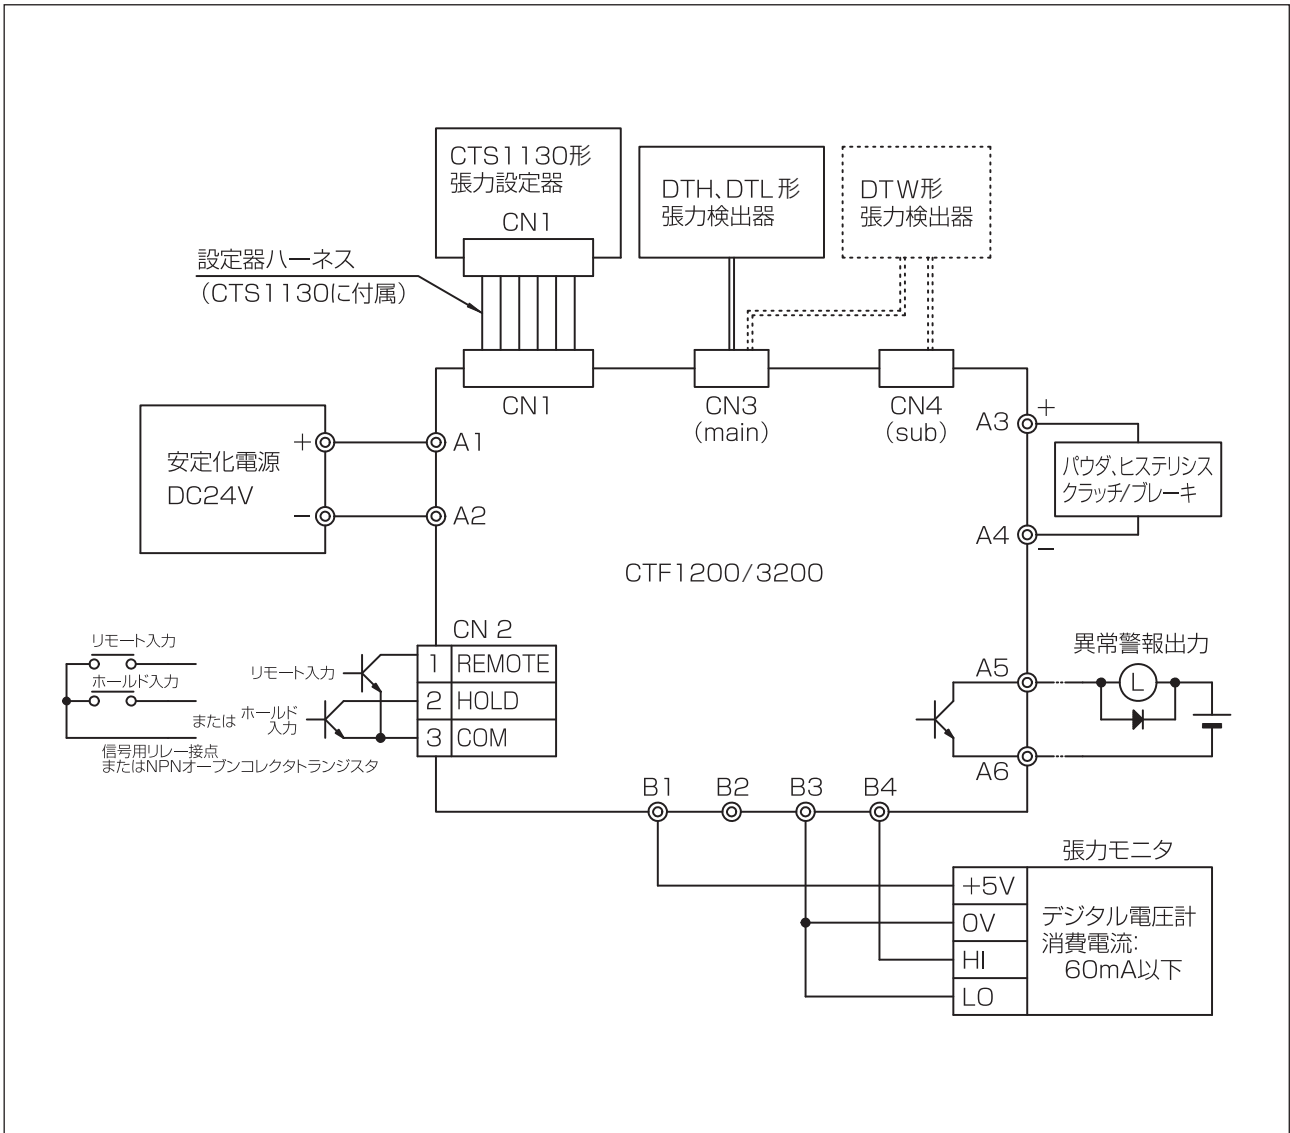 CTS1130形
張力設定器
CN1
DTH、DTL形
張力検出器
DTW形
張力検出器
設定器ハーネス
(CTS1130に付属)
CN1
CN3
(main)
CN4
(sub)
安定化電源
DC24V
+
−
A1
A2
A3
+
A4
−
パウダ、ヒステリシス
クラッチ/ブレーキ
CTF1200/3200
CN 2
1 REMOTE
2 HOLD
3 COM
リモート入力
ホールド入力
リモート入力
または
ホールド
入力
信号用リレー接点
またはNPNオープンコレクタトランジスタ
異常警報出力
A5
L
A6
B1
B2
B3
B4
張力モニタ
+5V
0V
HI
LO
デジタル電圧計
消費電流:
60mA以下